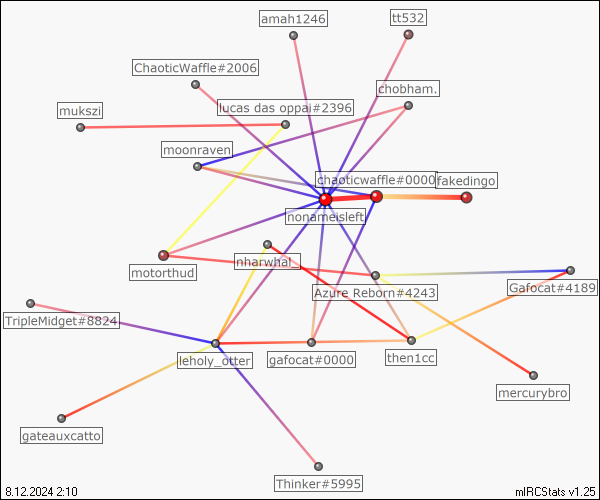 amah1246
tt532
ChaoticWaffle#2006
chobham.
mukszi
lucas das oppai#2396
moonraven
chaoticwaffle#0000
fakedingo
nonameisleft
nharwhal_
motorthud
Azure Reborn#4243
Gafocat#4189
TripleMidget#8824
leholy_otter
gafocat#0000
then1cc
mercurybro
gateauxcatto
Thinker#5995
8.12.2024 2:10
mIRCStats v1.25